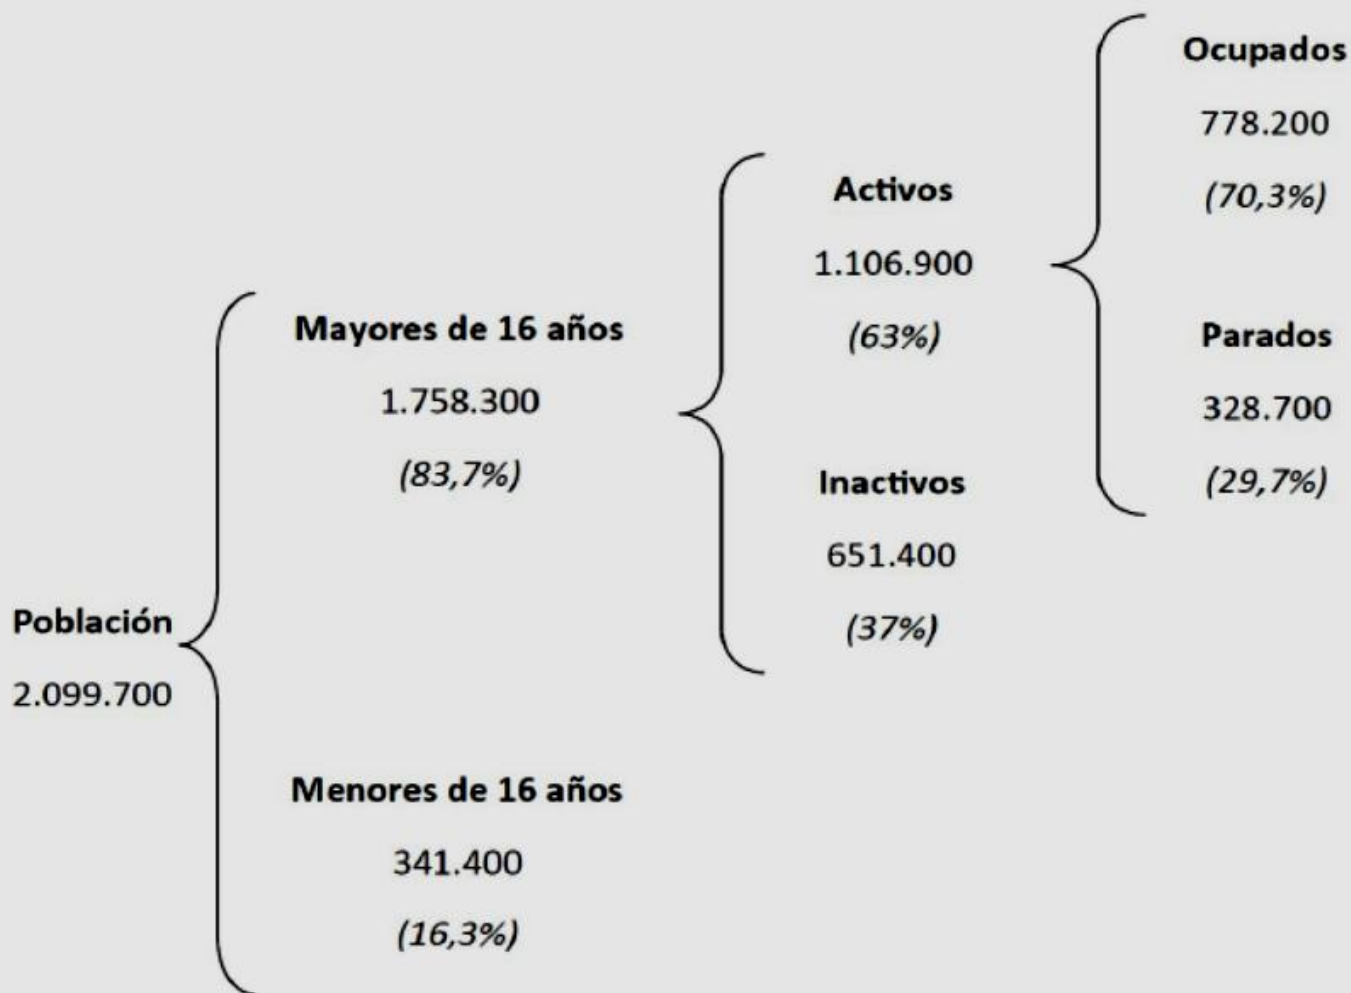 Población
2.099.700
Mayores de 16 años
1.758.300
(83,7%)
Menores de 16 años
341.400
(16,3%)
Activos
1.106.900
(63%)
Inactivos
651.400
(37%)
Ocupados
778.200
(70,3%)
Parados
328.700
(29,7%)